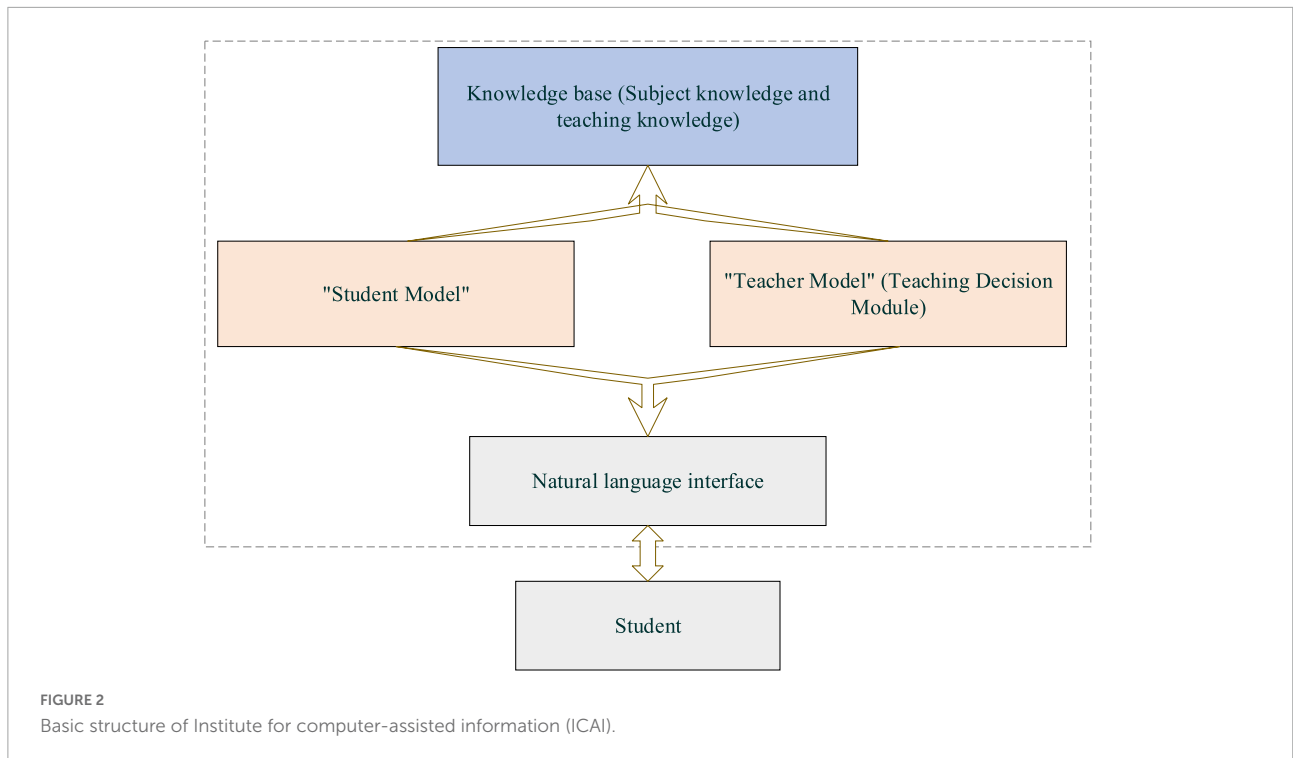 Knowledge base (Subject knowledge and
teaching knowledge)
"Student Model"
"Teacher Model" (Teaching Decision
Module)
Natural language interface
Student
FIGURE 2
Basic structure of Institute for computer-assisted information (ICAI).